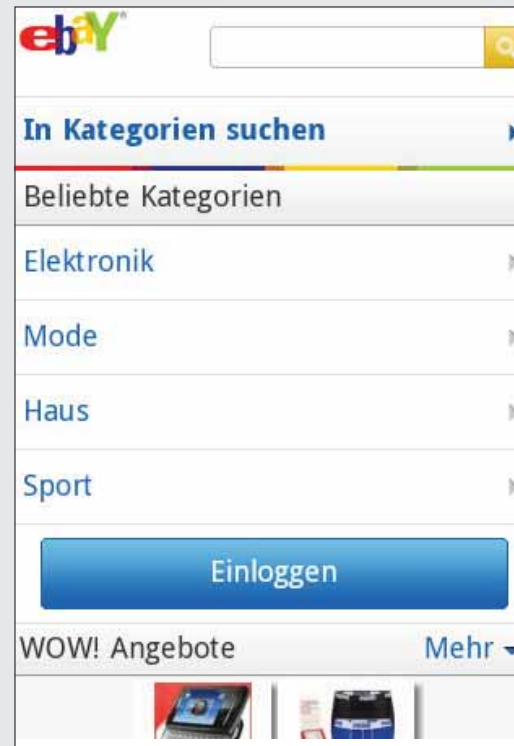 ebaY
In Kategorien suchen
Beliebte Kategorien
Elektronik
Mode
Haus
Sport
Einloggen
WOW! Angebote Mehr